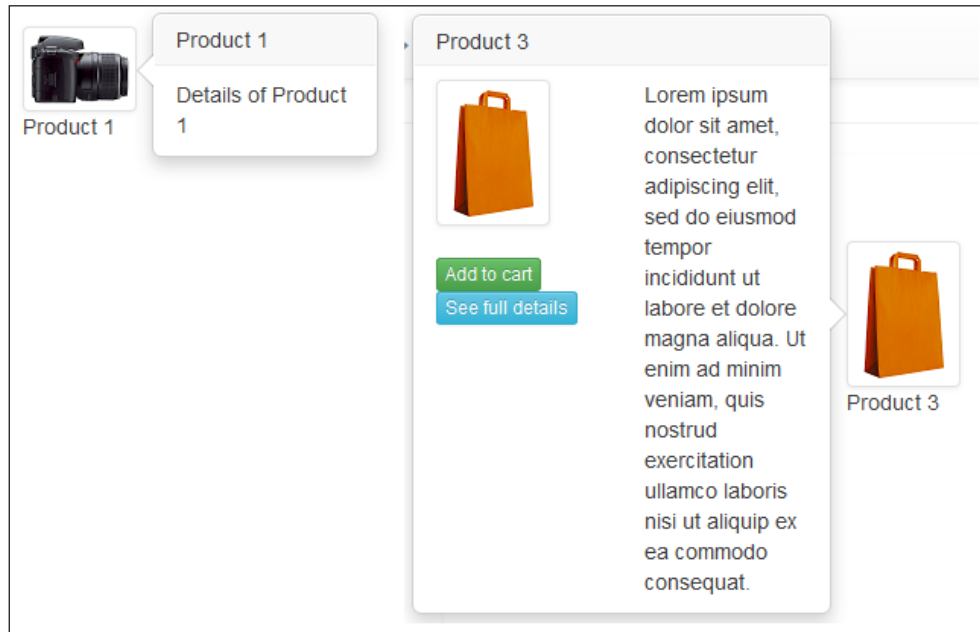 Product 1
Product 1
Details of Product
1
Product 3
Add to cart
See full details
Lorem ipsum
dolor sit amet,
consectetur
adipiscing elit,
sed do eiusmod
tempor
incididunt ut
labore et dolore
magna aliqua. Ut
enim ad minim
veniam, quis
nostrud
exercitation
ullamco laboris
nisi ut aliquip ex
ea commodo
consequat.
Product 3